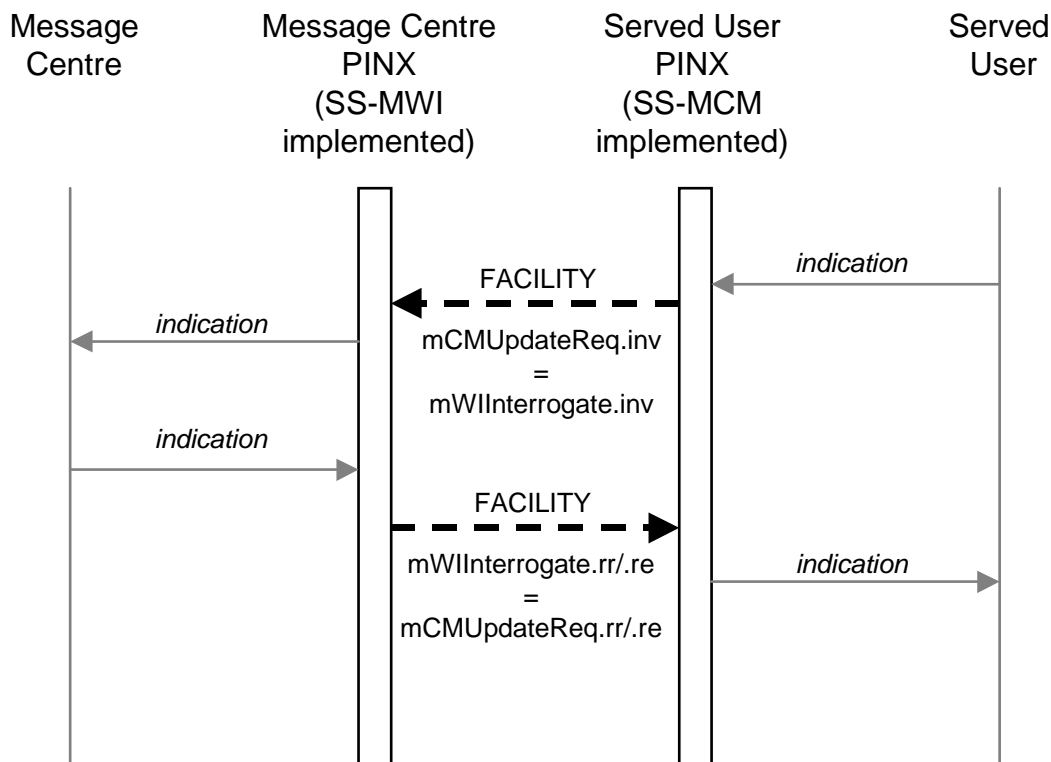 Message
Centre
Message Centre
PINX
(SS-MWI
implemented)
Served User
PINX
(SS-MCM
implemented)
Served
User
indication
FACILITY
indication
mCMUpdateReq.inv
=
mWIInterrogate.inv
indication
FACILITY
mWIInterrogate.rr/.re
=
mCMUpdateReq.rr/.re
indication